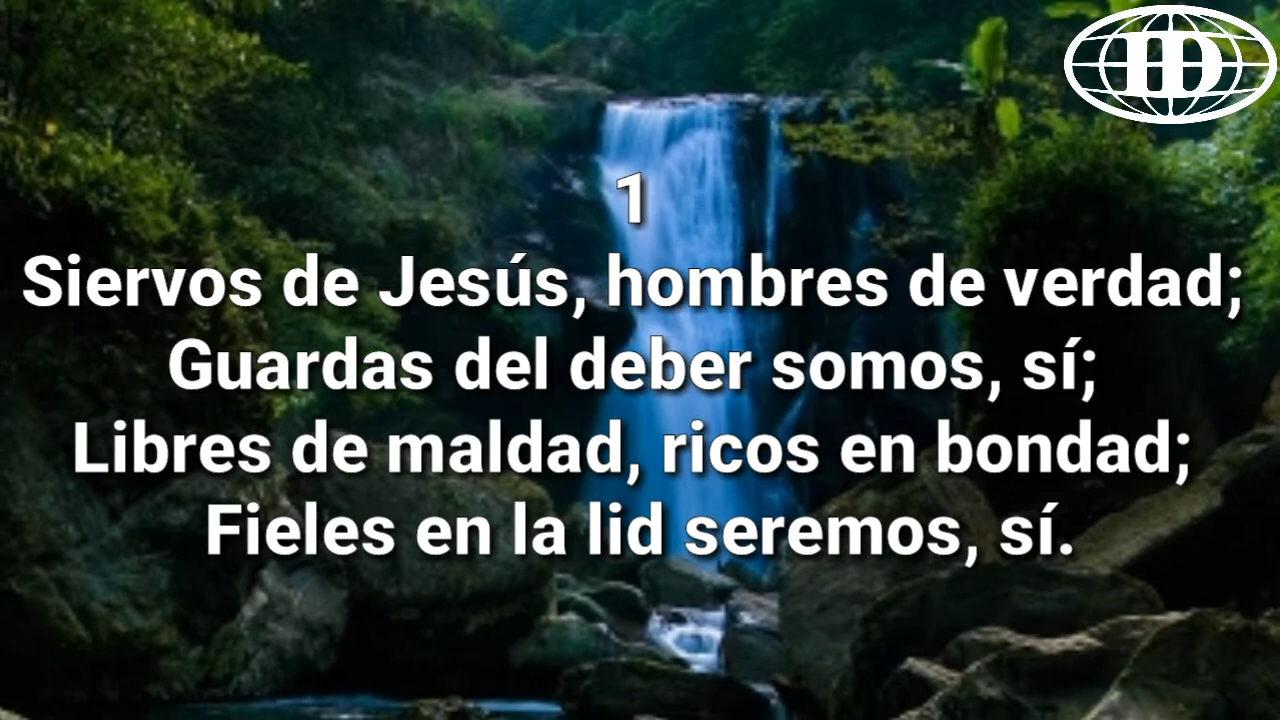 ID
1
Siervos de Jesús, hombres de verdad;
Guardas del deber somos, sí;
Libres de maldad, ricos en bondad;
Fieles en la lid seremos, sí.